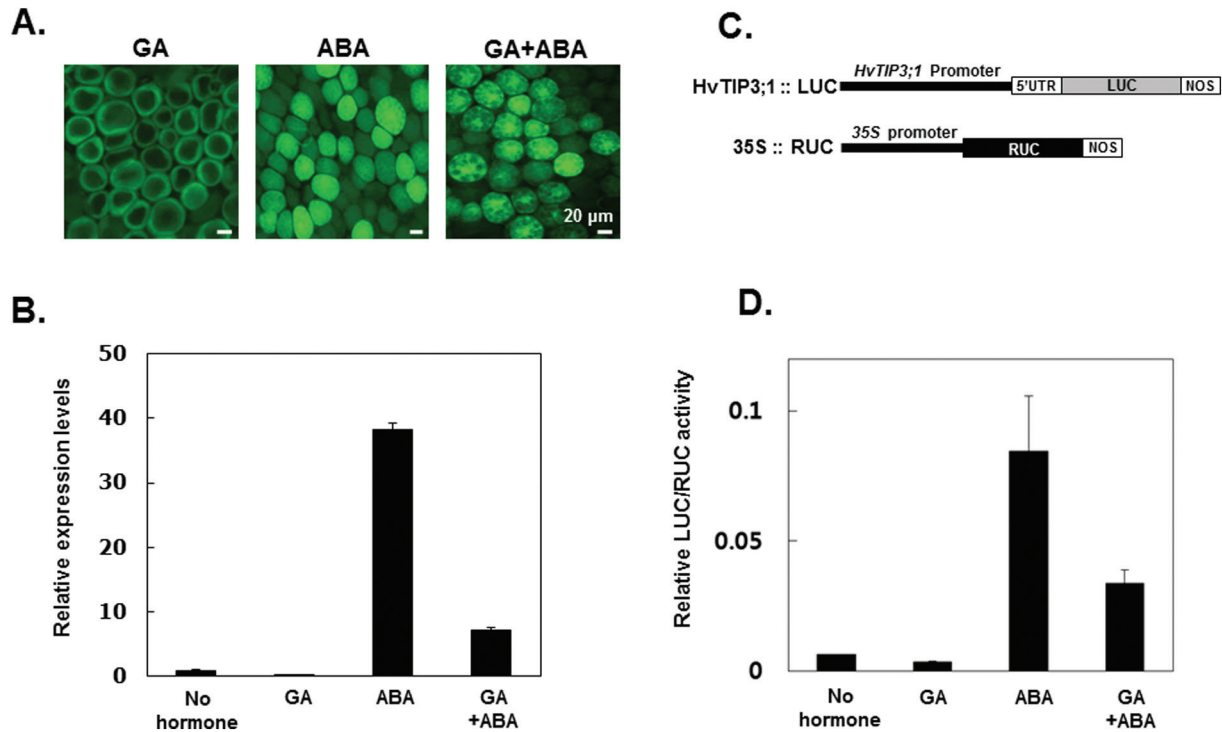 A.
GA
ABA
GA+ABA
20 µm
B.
Relative expression levels
50
40
30
20
10
0
No hormone
GA
ABA
GA +ABA
C.
HvTIP3;1 Promoter
HvTIP3;1 :: LUC
5'UTR
LUC
NOS
35S promoter
35S :: RUC
RUC
NOS
D.
Relative LUC/RUC activity
0.1
0.05
0
No hormone
GA
ABA
GA +ABA